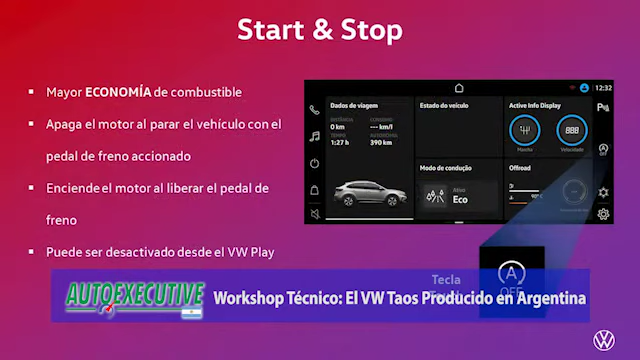 Start & Stop
▪ Mayor ECONOMÍA de combustible
▪ Apaga el motor al parar el vehículo con el
pedal de freno accionado
▪ Enciende el motor al liberar el pedal de
freno
▪ Puede ser desactivado desde el VW Play
12:32
Dados de viagem
DISTÂNCIA CONSUMO
0 km --- km/l
TEMPO AUTONOMIA
1:27 h 390 km
Estado do veículo
Modo de condução
Ativo
Eco
Active Info Display
Marcha Velocidade
Offroad
OFF
Tecla
A
OFF
AUTOEXECUTIVE
Workshop Técnico: El VW Taos Producido en Argentina